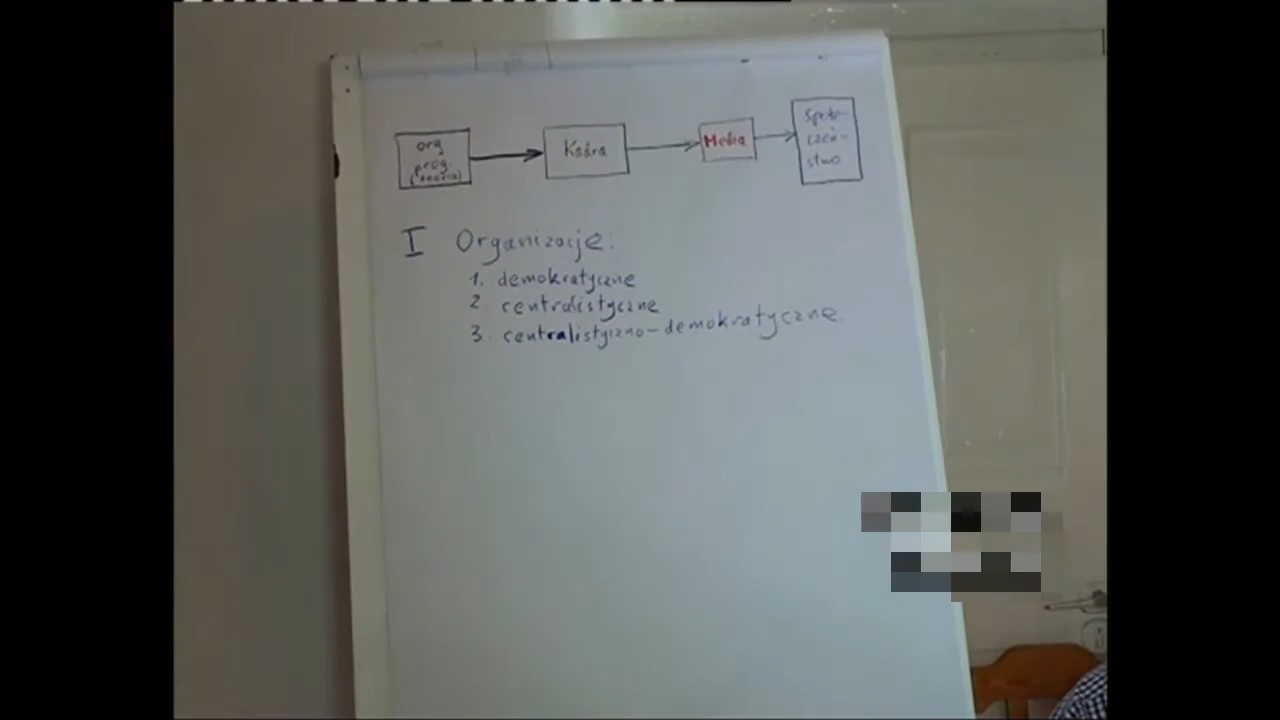 org
prog.
(teoria)
Kadra
Media
Społe-
czeń-
stwo
I Organizacje:
1. demokratyczne
2. centralistyczne
3. centralistyczno-demokratyczne.